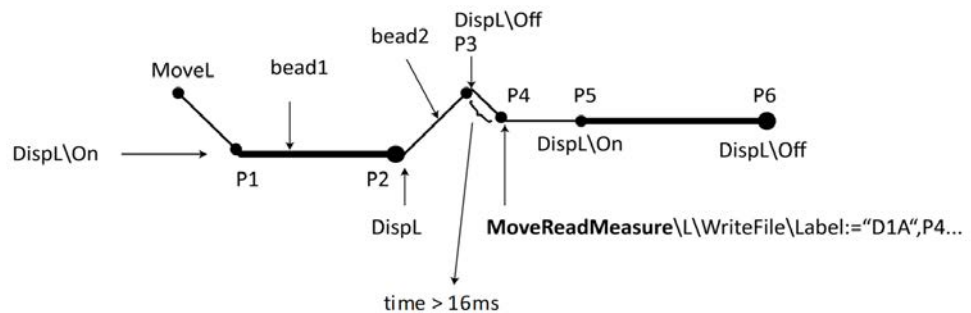 DispL\Off
P3
bead2
MoveL
bead1
P4
P5
P6
DispL\On
P1
P2
DispL\On
DispL\Off
DispL
MoveReadMeasure\L\WriteFile\Label:=“D1A“,P4...
time > 16ms